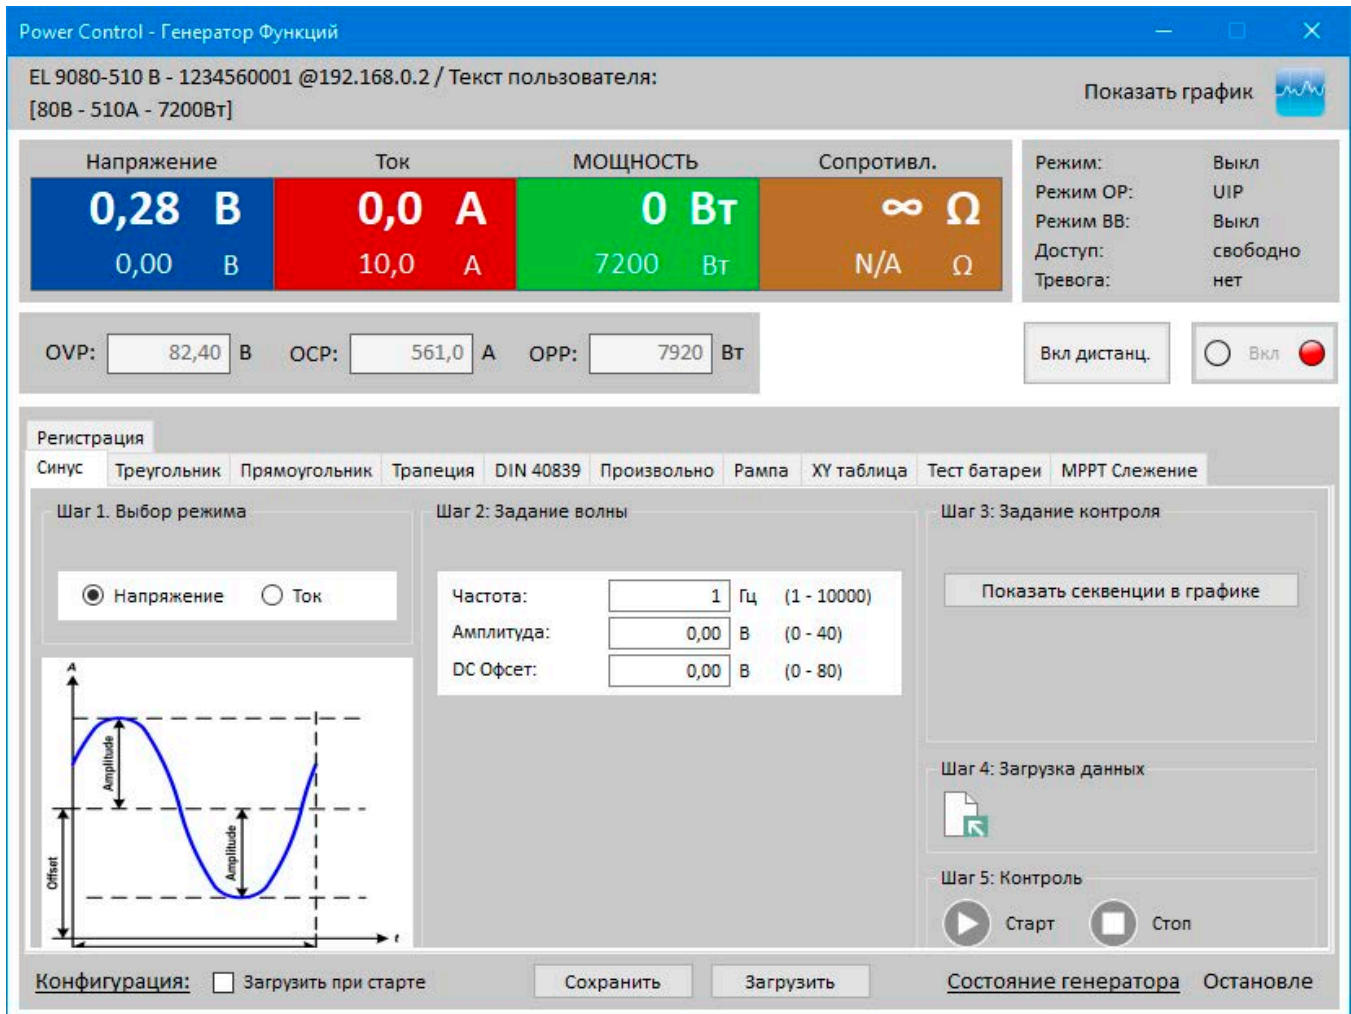 Power Control - Генератор Функций
EL 9080-510 B - 1234560001 @192.168.0.2 / Текст пользователя:
[80В - 510А - 7200Вт]
Показать график
Напряжение Ток МОЩНОСТЬ Сопротивл.
0,28 В 0,0 А 0 Вт ∞ Ω
0,00 В 10,0 А 7200 Вт N/A Ω
Режим: Выкл
Режим ОР: UIP
Режим ВВ: Выкл
Доступ: свободно
Тревога: нет
OVP: 82,40 В OCP: 561,0 А OPP: 7920 Вт
Вкл дистанц.
Вкл
Регистрация
Синус Треугольник Прямоугольник Трапеция DIN 40839 Произвольно Рампа XY таблица Тест батареи MPPT Слежение
Шаг 1. Выбор режима
Напряжение Ток
A
Amplitude
Amplitude
Offset
t
Шаг 2: Задание волны
Частота: 1 Гц (1 - 10000)
Амплитуда: 0,00 В (0 - 40)
DC Офсет: 0,00 В (0 - 80)
Шаг 3: Задание контроля
Показать секвенции в графике
Шаг 4: Загрузка данных
Шаг 5: Контроль
Старт Стоп
Конфигурация: Загрузить при старте Сохранить Загрузить Состояние генератора Остановле